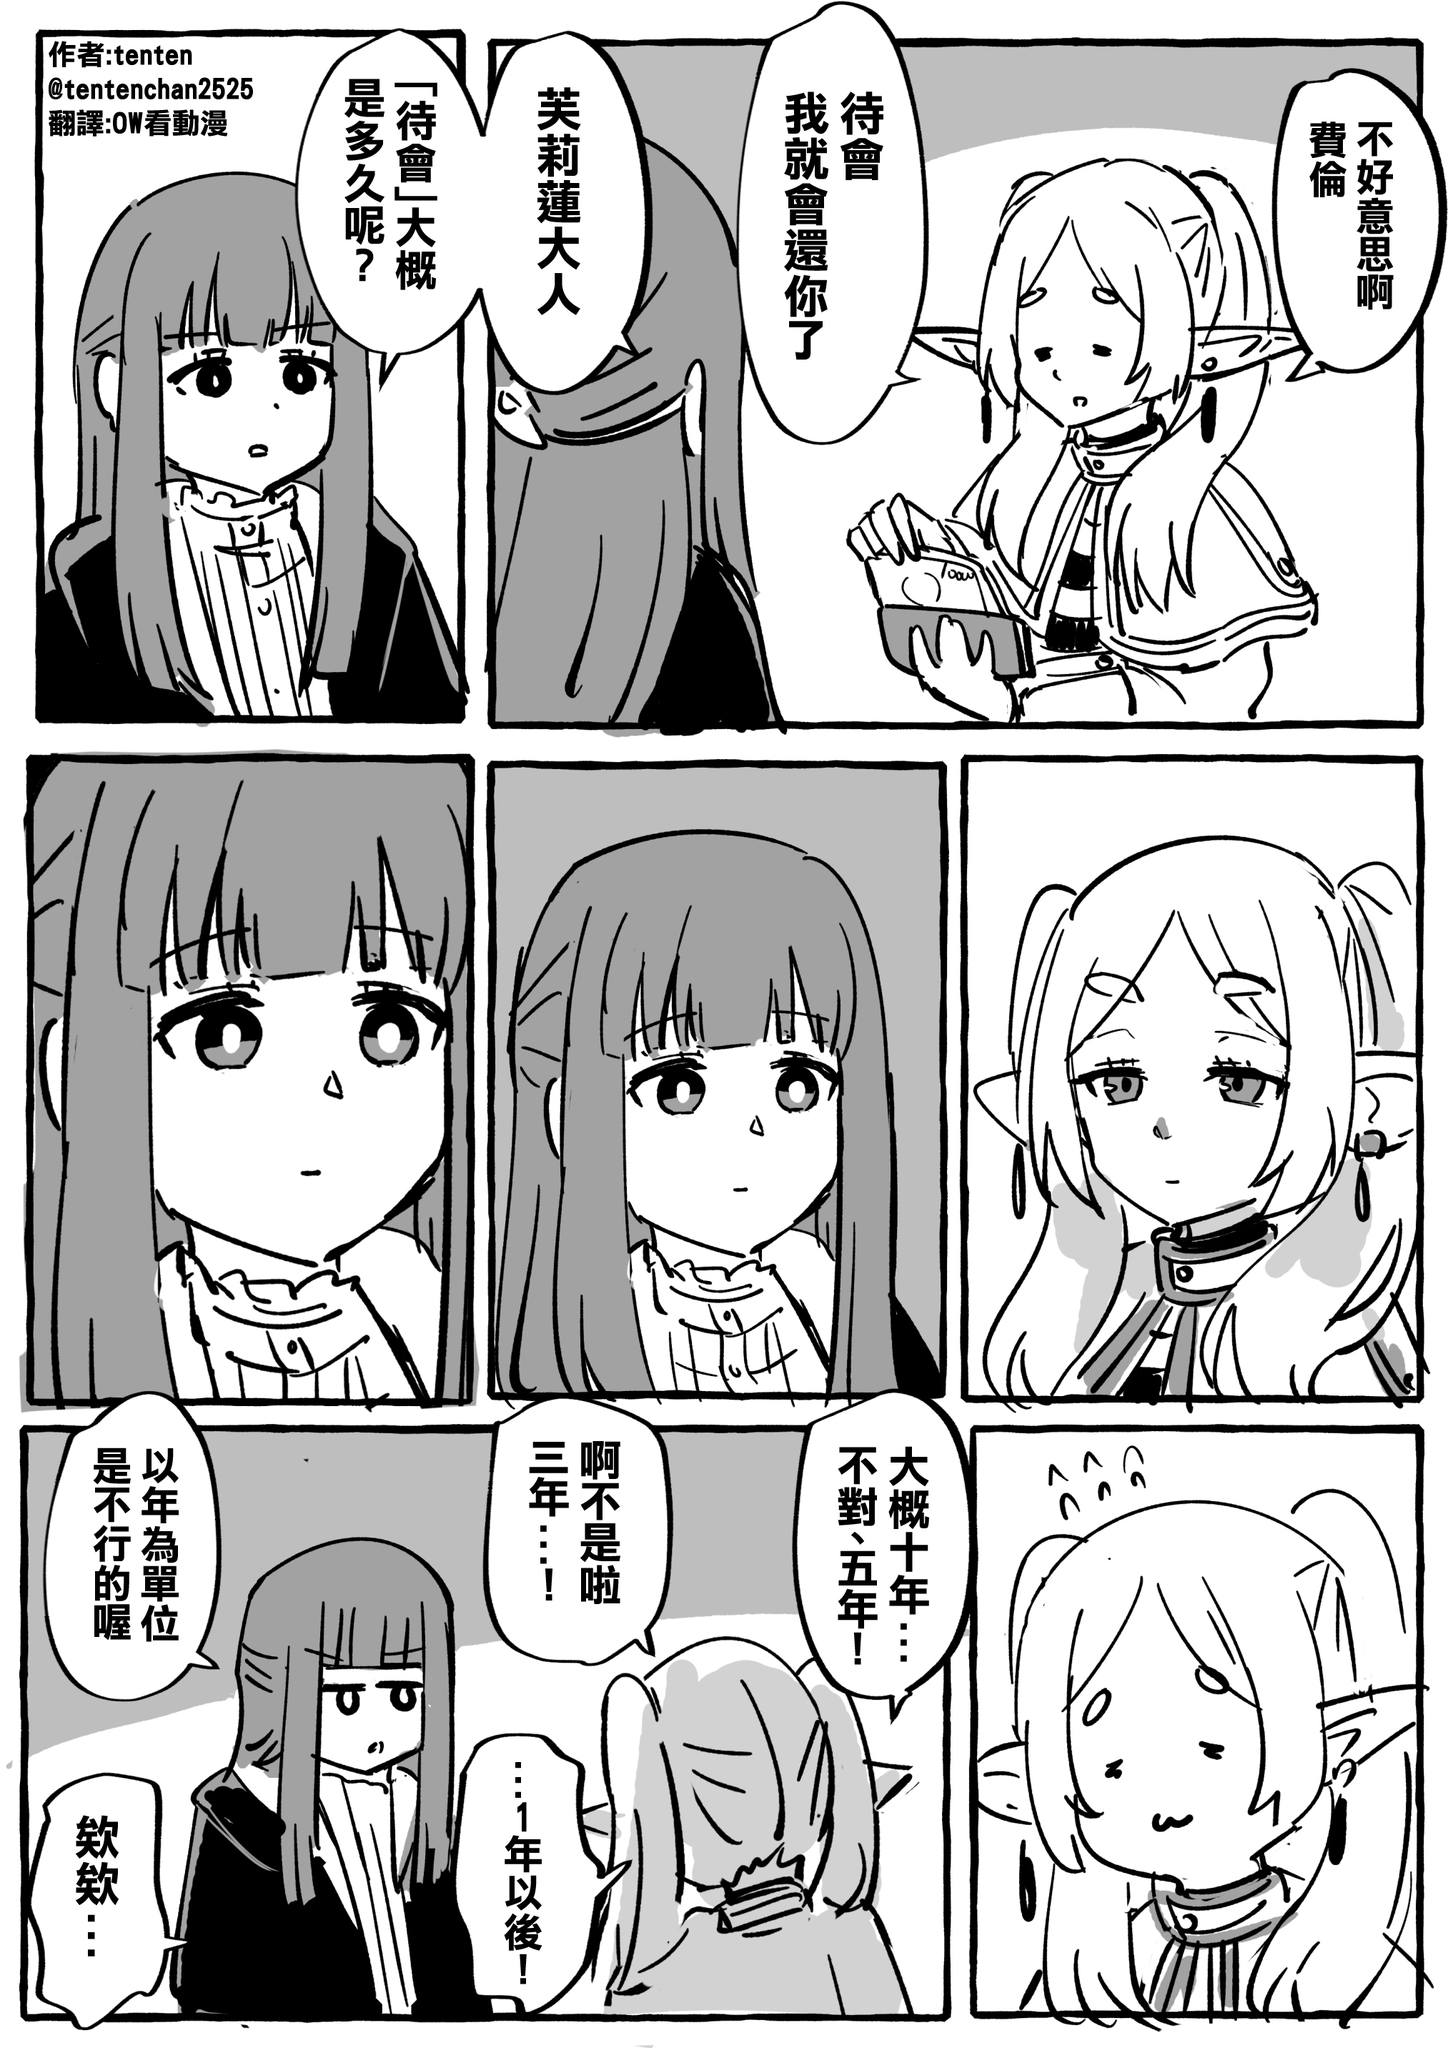 作者:tenten
@tentenchan2525
翻譯:OW看動漫
不好意思啊
費倫
待會
我就會還你了
芙莉蓮大人
「待會」大概
是多久呢？
大概十年…
不對、五年！
啊不是啦
三年…！
…1年以後！
以年為單位
是不行的喔
欸欸…